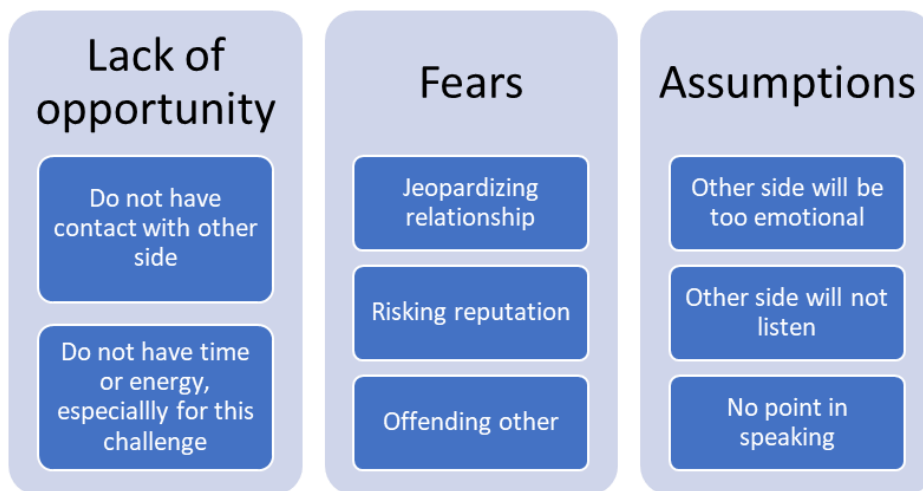 Lack of
opportunity
Do not have
contact with other
side
Do not have time
or energy,
especiallly for this
challenge
Fears
Jeopardizing
relationship
Risking reputation
Offending other
Assumptions
Other side will be
too emotional
Other side will not
listen
No point in
speaking